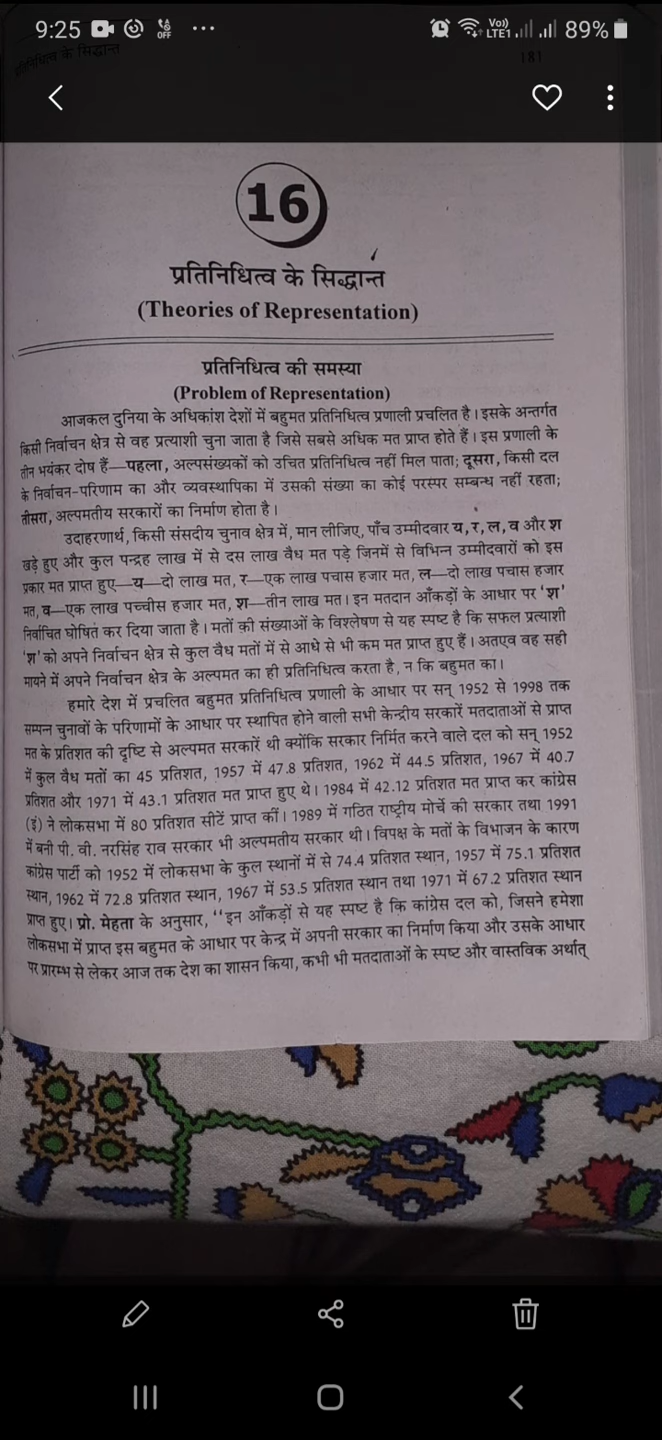 9:25
OFF
Vo))
LTE1
89%
प्रतिनिधित्व के सिद्धान्त
181
16
प्रतिनिधित्व के सिद्धान्त
(Theories of Representation)
प्रतिनिधित्व की समस्या
(Problem of Representation)
आजकल दुनिया के अधिकांश देशों में बहुमत प्रतिनिधित्व प्रणाली प्रचलित है। इसके अन्तर्गत
किसी निर्वाचन क्षेत्र से वह प्रत्याशी चुना जाता है जिसे सबसे अधिक मत प्राप्त होते हैं। इस प्रणाली के
तीन भयंकर दोष हैं—पहला, अल्पसंख्यकों को उचित प्रतिनिधित्व नहीं मिल पाता; दूसरा, किसी दल
के निर्वाचन-परिणाम का और व्यवस्थापिका में उसकी संख्या का कोई परस्पर सम्बन्ध नहीं रहता;
तीसरा, अल्पमतीय सरकारों का निर्माण होता है।
उदाहरणार्थ, किसी संसदीय चुनाव क्षेत्र में, मान लीजिए, पाँच उम्मीदवार य, र, ल, व और श
खड़े हुए और कुल पन्द्रह लाख में से दस लाख वैध मत पड़े जिनमें से विभिन्न उम्मीदवारों को इस
प्रकार मत प्राप्त हुए—य—दो लाख मत, र—एक लाख पचास हजार मत, ल—दो लाख पचास हजार
मत, व—एक लाख पच्चीस हजार मत, श—तीन लाख मत। इन मतदान आँकड़ों के आधार पर 'श'
निर्वाचित घोषित कर दिया जाता है। मतों की संख्याओं के विश्लेषण से यह स्पष्ट है कि सफल प्रत्याशी
'श' को अपने निर्वाचन क्षेत्र से कुल वैध मतों में से आधे से भी कम मत प्राप्त हुए हैं। अतएव वह सही
मायने में अपने निर्वाचन क्षेत्र के अल्पमत का ही प्रतिनिधित्व करता है, न कि बहुमत का।
हमारे देश में प्रचलित बहुमत प्रतिनिधित्व प्रणाली के आधार पर सन् 1952 से 1998 तक
सम्पन्न चुनावों के परिणामों के आधार पर स्थापित होने वाली सभी केन्द्रीय सरकारें मतदाताओं से प्राप्त
मत के प्रतिशत की दृष्टि से अल्पमत सरकारें थी क्योंकि सरकार निर्मित करने वाले दल को सन् 1952
में कुल वैध मतों का 45 प्रतिशत, 1957 में 47.8 प्रतिशत, 1962 में 44.5 प्रतिशत, 1967 में 40.7
प्रतिशत और 1971 में 43.1 प्रतिशत मत प्राप्त हुए थे। 1984 में 42.12 प्रतिशत मत प्राप्त कर कांग्रेस
(इं) ने लोकसभा में 80 प्रतिशत सीटें प्राप्त कीं। 1989 में गठित राष्ट्रीय मोर्चे की सरकार तथा 1991
में बनी पी. वी. नरसिंह राव सरकार भी अल्पमतीय सरकार थी। विपक्ष के मतों के विभाजन के कारण
कांग्रेस पार्टी को 1952 में लोकसभा के कुल स्थानों में से 74.4 प्रतिशत स्थान, 1957 में 75.1 प्रतिशत
स्थान, 1962 में 72.8 प्रतिशत स्थान, 1967 में 53.5 प्रतिशत स्थान तथा 1971 में 67.2 प्रतिशत स्थान
प्राप्त हुए। प्रो. मेहता के अनुसार, "इन आँकड़ों से यह स्पष्ट है कि कांग्रेस दल को, जिसने हमेशा
लोकसभा में प्राप्त इस बहुमत के आधार पर केन्द्र में अपनी सरकार का निर्माण किया और उसके आधार
पर प्रारम्भ से लेकर आज तक देश का शासन किया, कभी भी मतदाताओं के स्पष्ट और वास्तविक अर्थात्